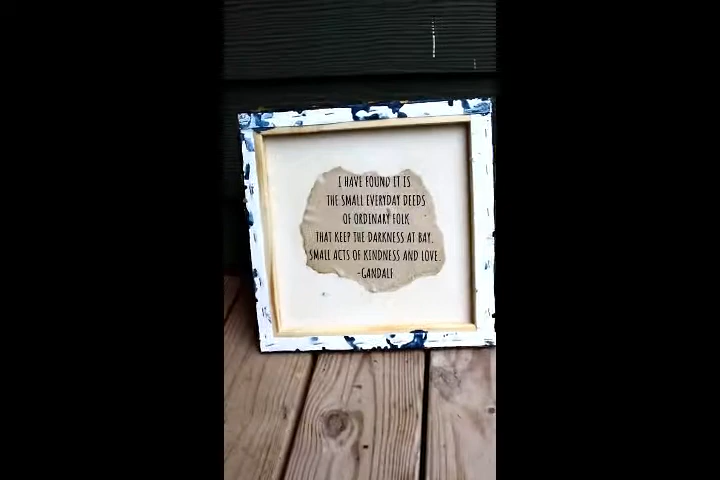 I HAVE FOUND IT IS
THE SMALL EVERYDAY DEEDS
OF ORDINARY FOLK
THAT KEEP THE DARKNESS AT BAY.
SMALL ACTS OF KINDNESS AND LOVE.
-GANDALF